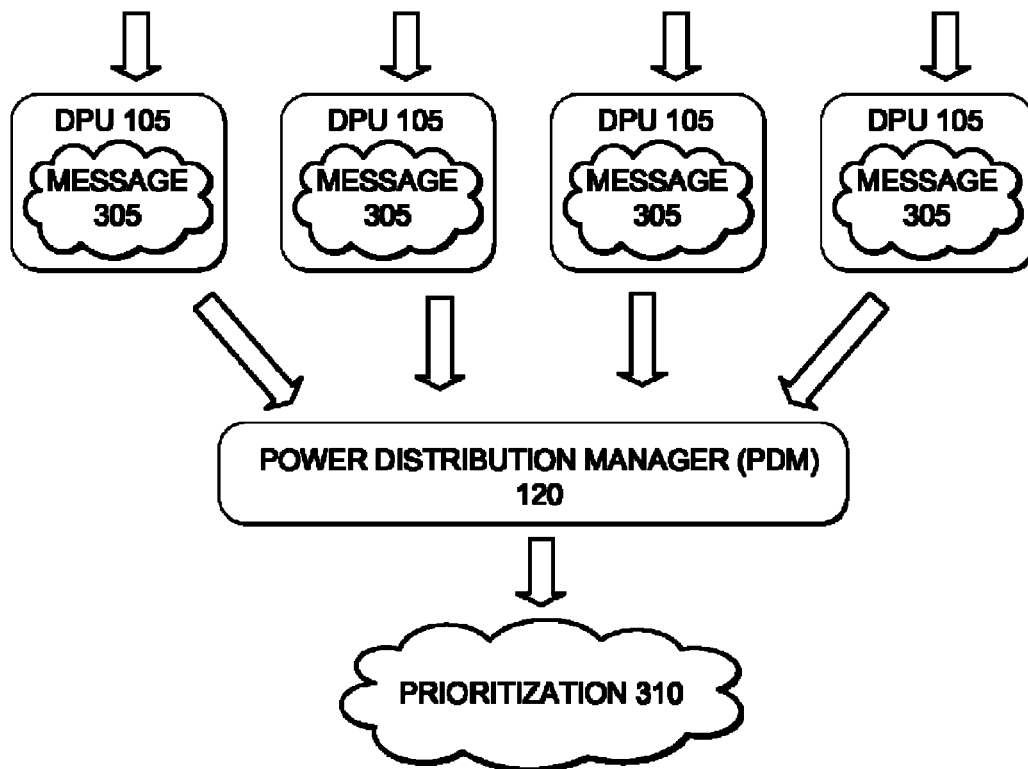 DPU 105 DPU 105 DPU 105 DPU 105
MESSAGE MESSAGE MESSAGE MESSAGE
305 305 305 305
POWER DISTRIBUTION MANAGER (PDM)
120
PRIORITIZATION 310